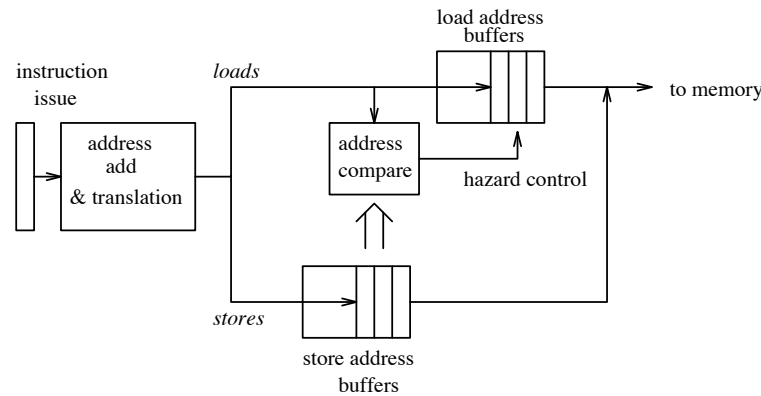 load address
buffers
instruction
issue
loads
to memory
address
add
& translation
address
compare
hazard control
stores
store address
buffers